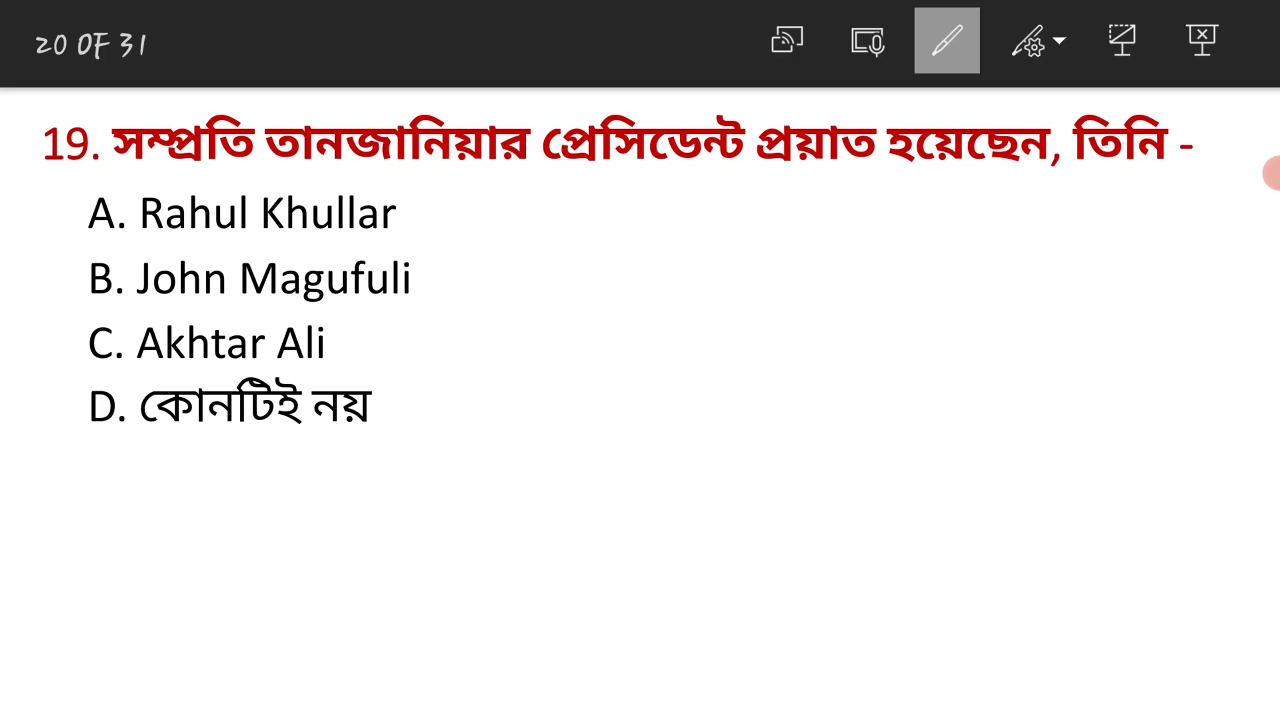 20 OF 31
19. সম্প্রতি তানজানিয়ার প্রেসিডেন্ট প্রয়াত হয়েছেন, তিনি -
A. Rahul Khullar
B. John Magufuli
C. Akhtar Ali
D. কোনটিই নয়